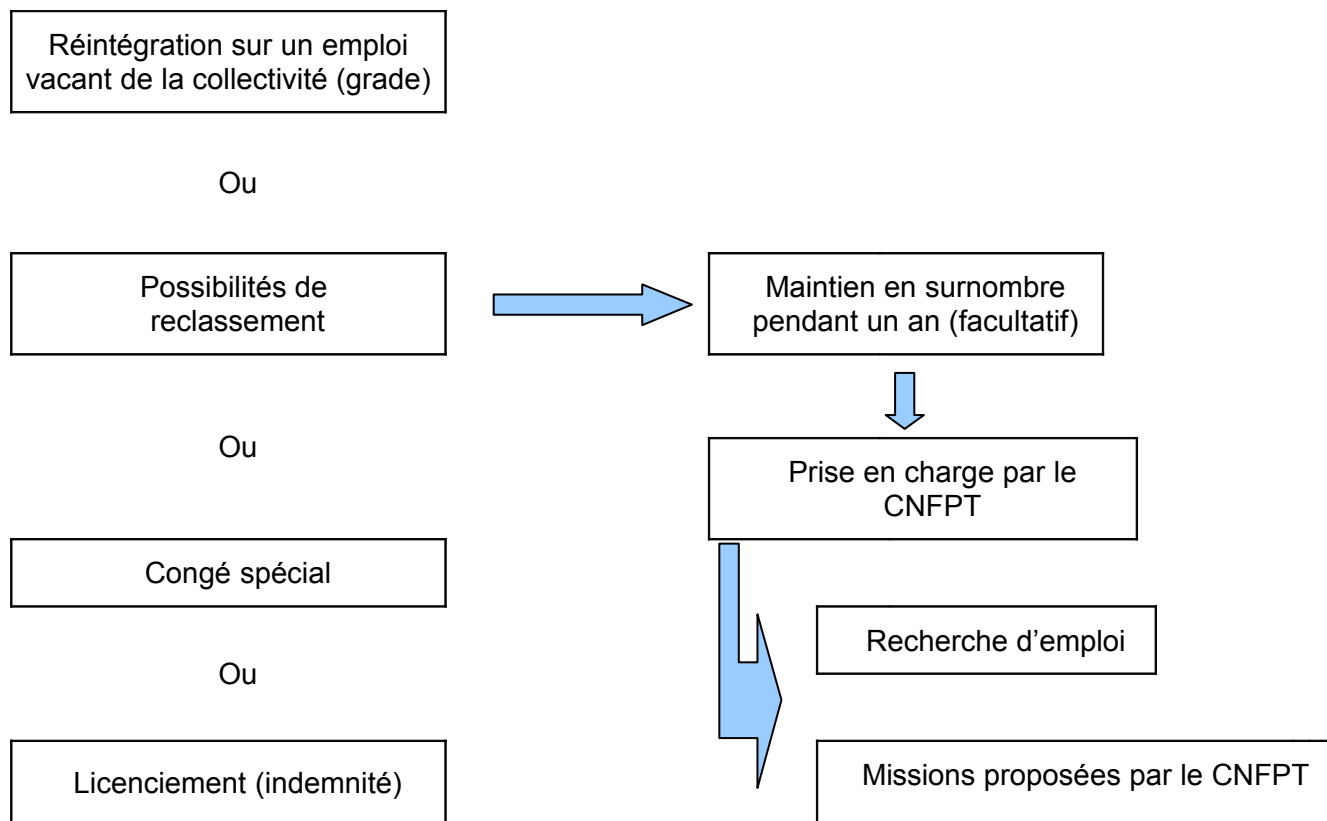 Réintégration sur un emploi
vacant de la collectivité (grade)
Ou
Possibilités de
reclassement
Maintien en surnombre
pendant un an (facultatif)
Ou
Prise en charge par le
CNFPT
Congé spécial
Recherche d’emploi
Ou
Licenciement (indemnité)
Missions proposées par le CNFPT